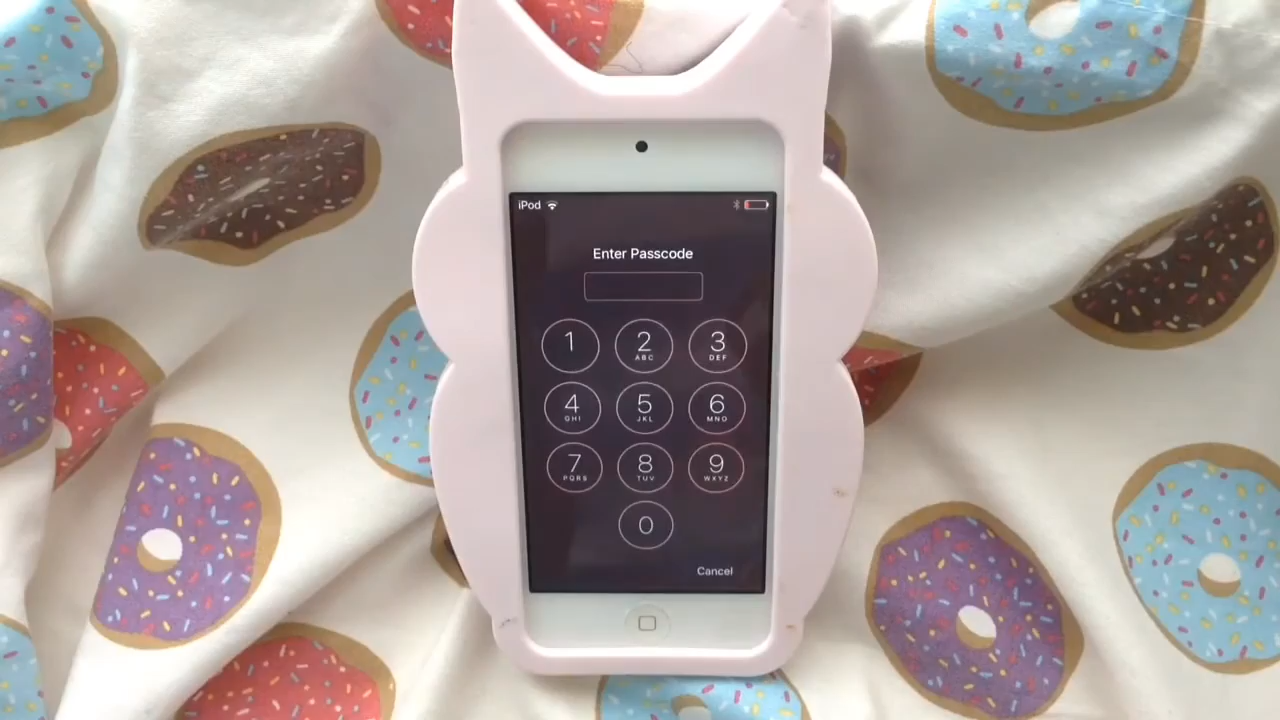 iPod
Enter Passcode
1 2 3
ABC DEF
4 5 6
GHI JKL MNO
7 8 9
PQRS TUV WXYZ
0
Cancel